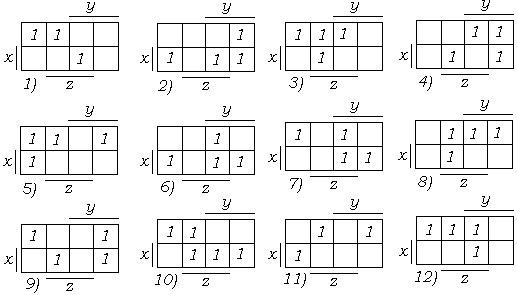 y y y y
1 1 1 1 1 1 1 1
x 1 x 1 1 1 x 1 x 1 1
1) z 2) z 3) z 4) z
y y y y
1 1 1 1 1 1 1 1 1
x 1 x 1 1 1 x 1 1 x 1
5) z 6) z 7) z 8) z
y y y y
1 1 1 1 1 1 1 1 1
x 1 1 x 1 1 1 x 1 x 1
9) z 10) z 11) z 12) z